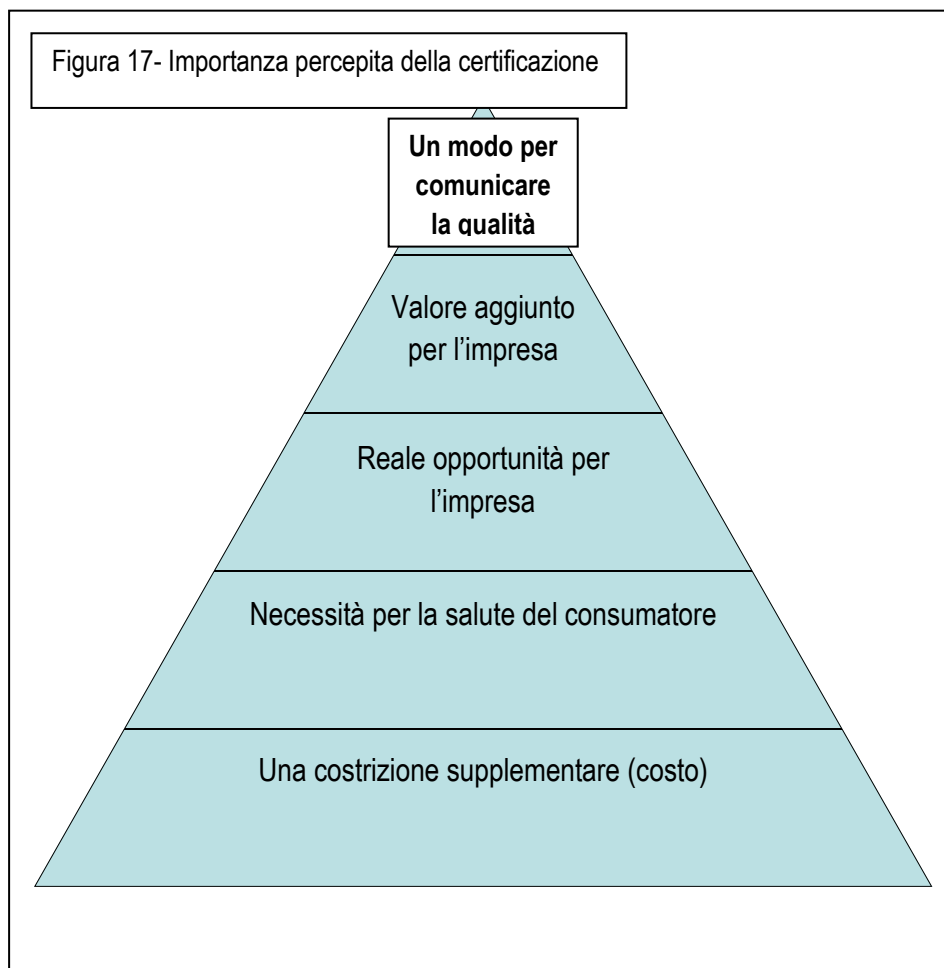 Figura 17- Importanza percepita della certificazione
Un modo per
comunicare
la qualità
Valore aggiunto
per l’impresa
Reale opportunità per
l’impresa
Necessità per la salute del consumatore
Una costrizione supplementare (costo)